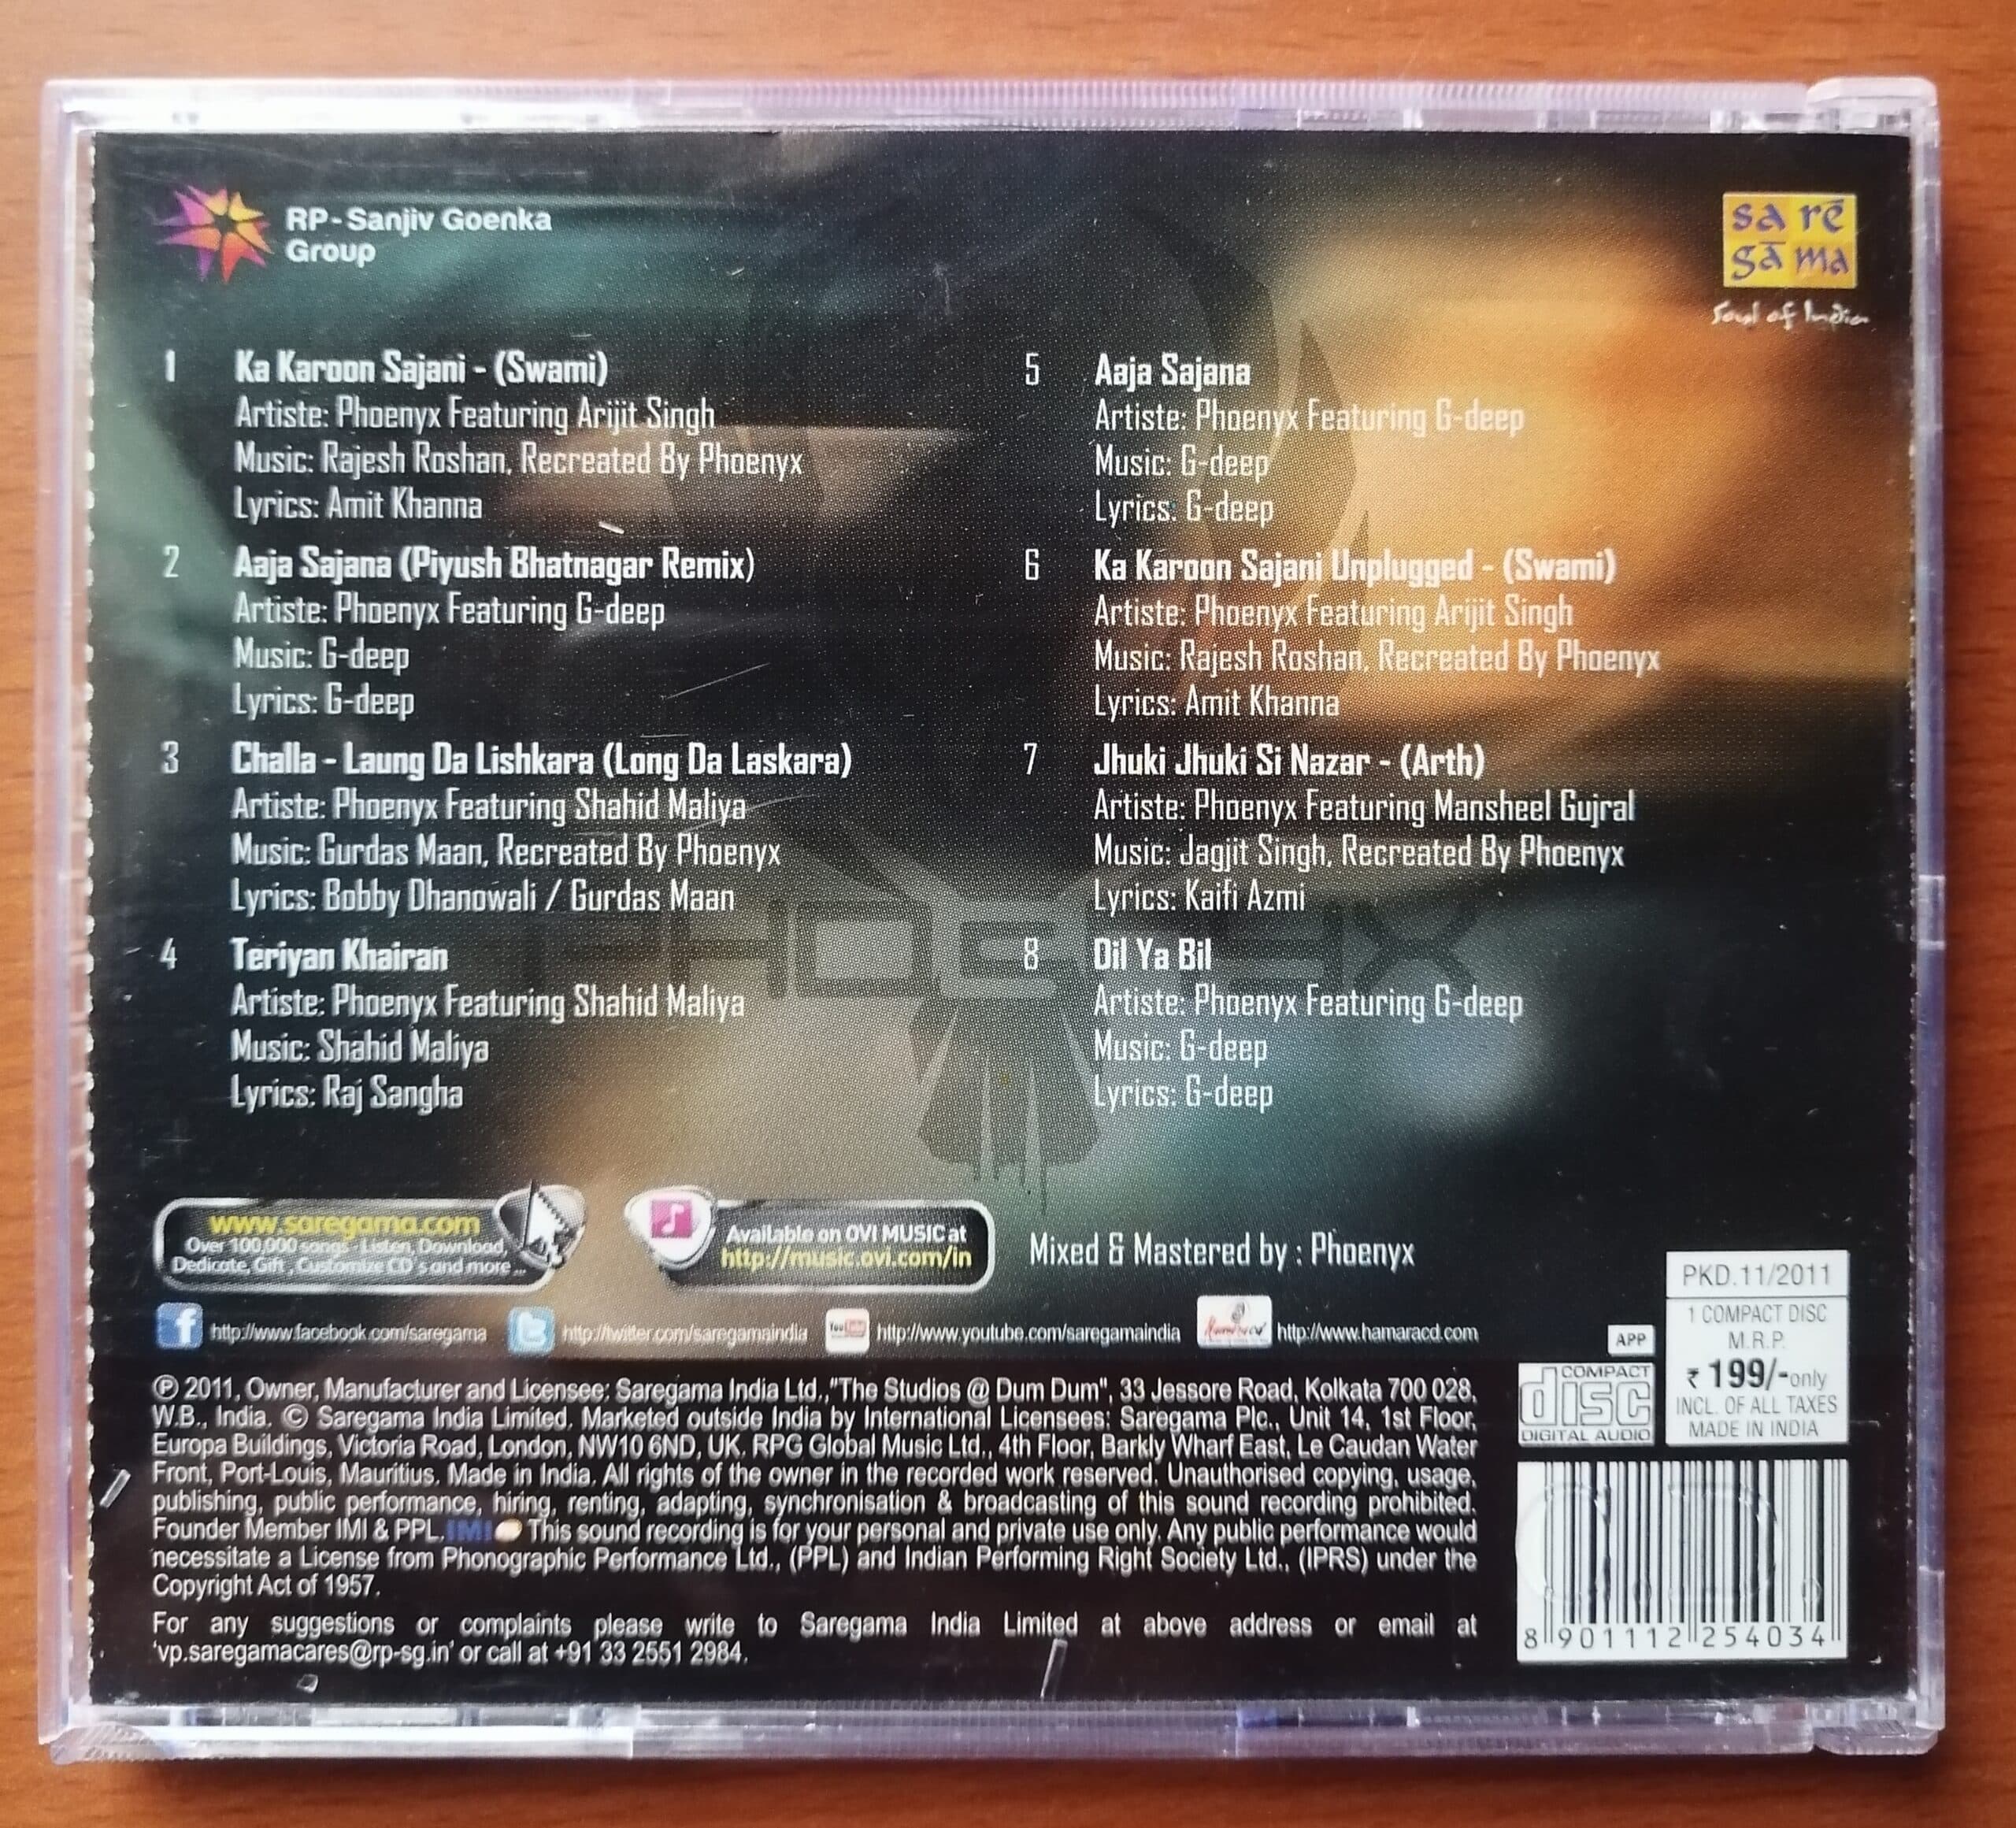 RP-Sanjiv Goenka
Group
sa rē
gā ma
Soul of India
1 Ka Karoon Sajani - (Swami)
Artiste: Phoenyx Featuring Arijit Singh
Music: Rajesh Roshan, Recreated By Phoenyx
Lyrics: Amit Khanna
2 Aaja Sajana (Piyush Bhatnagar Remix)
Artiste: Phoenyx Featuring G-deep
Music: G-deep
Lyrics: G-deep
3 Challa - Laung Da Lishkara (Long Da Laskara)
Artiste: Phoenyx Featuring Shahid Maliya
Music: Gurdas Maan, Recreated By Phoenyx
Lyrics: Bobby Dhanowali / Gurdas Maan
4 Teriyan Khairan
Artiste: Phoenyx Featuring Shahid Maliya
Music: Shahid Maliya
Lyrics: Raj Sangha
5 Aaja Sajana
Artiste: Phoenyx Featuring G-deep
Music: G-deep
Lyrics: G-deep
6 Ka Karoon Sajani Unplugged - (Swami)
Artiste: Phoenyx Featuring Arijit Singh
Music: Rajesh Roshan, Recreated By Phoenyx
Lyrics: Amit Khanna
7 Jhuki Jhuki Si Nazar - (Arth)
Artiste: Phoenyx Featuring Mansheel Gujral
Music: Jagjit Singh, Recreated By Phoenyx
Lyrics: Kaifi Azmi
8 Dil Ya Bil
Artiste: Phoenyx Featuring G-deep
Music: G-deep
Lyrics: G-deep
PHOENYX
www.saregama.com
Over 100,000 songs - Listen, Download,
Dedicate, Gift , Customize CD's and more ...
Available on OVI MUSIC at
http://music.ovi.com/in
Mixed & Mastered by : Phoenyx
http://www.facebook.com/saregama
http://twitter.com/saregamaindia
You Tube
http://www.youtube.com/saregamaindia
http://www.hamaracd.com
APP
PKD.11/2011
1 COMPACT DISC
M.R.P.
₹ 199/-only
INCL. OF ALL TAXES
MADE IN INDIA
COMPACT
disc
DIGITAL AUDIO
℗ 2011, Owner, Manufacturer and Licensee: Saregama India Ltd.,"The Studios @ Dum Dum", 33 Jessore Road, Kolkata 700 028,
W.B., India. © Saregama India Limited. Marketed outside India by International Licensees: Saregama Plc., Unit 14, 1st Floor,
Europa Buildings, Victoria Road, London, NW10 6ND, UK. RPG Global Music Ltd., 4th Floor, Barkly Wharf East, Le Caudan Water
Front, Port-Louis, Mauritius. Made in India. All rights of the owner in the recorded work reserved. Unauthorised copying, usage,
publishing, public performance, hiring, renting, adapting, synchronisation & broadcasting of this sound recording prohibited.
Founder Member IMI & PPL. IMI This sound recording is for your personal and private use only. Any public performance would
necessitate a License from Phonographic Performance Ltd., (PPL) and Indian Performing Right Society Ltd., (IPRS) under the
Copyright Act of 1957.
For any suggestions or complaints please write to Saregama India Limited at above address or email at
'vp.saregamacares@rp-sg.in' or call at +91 33 2551 2984.
8 901112 254034